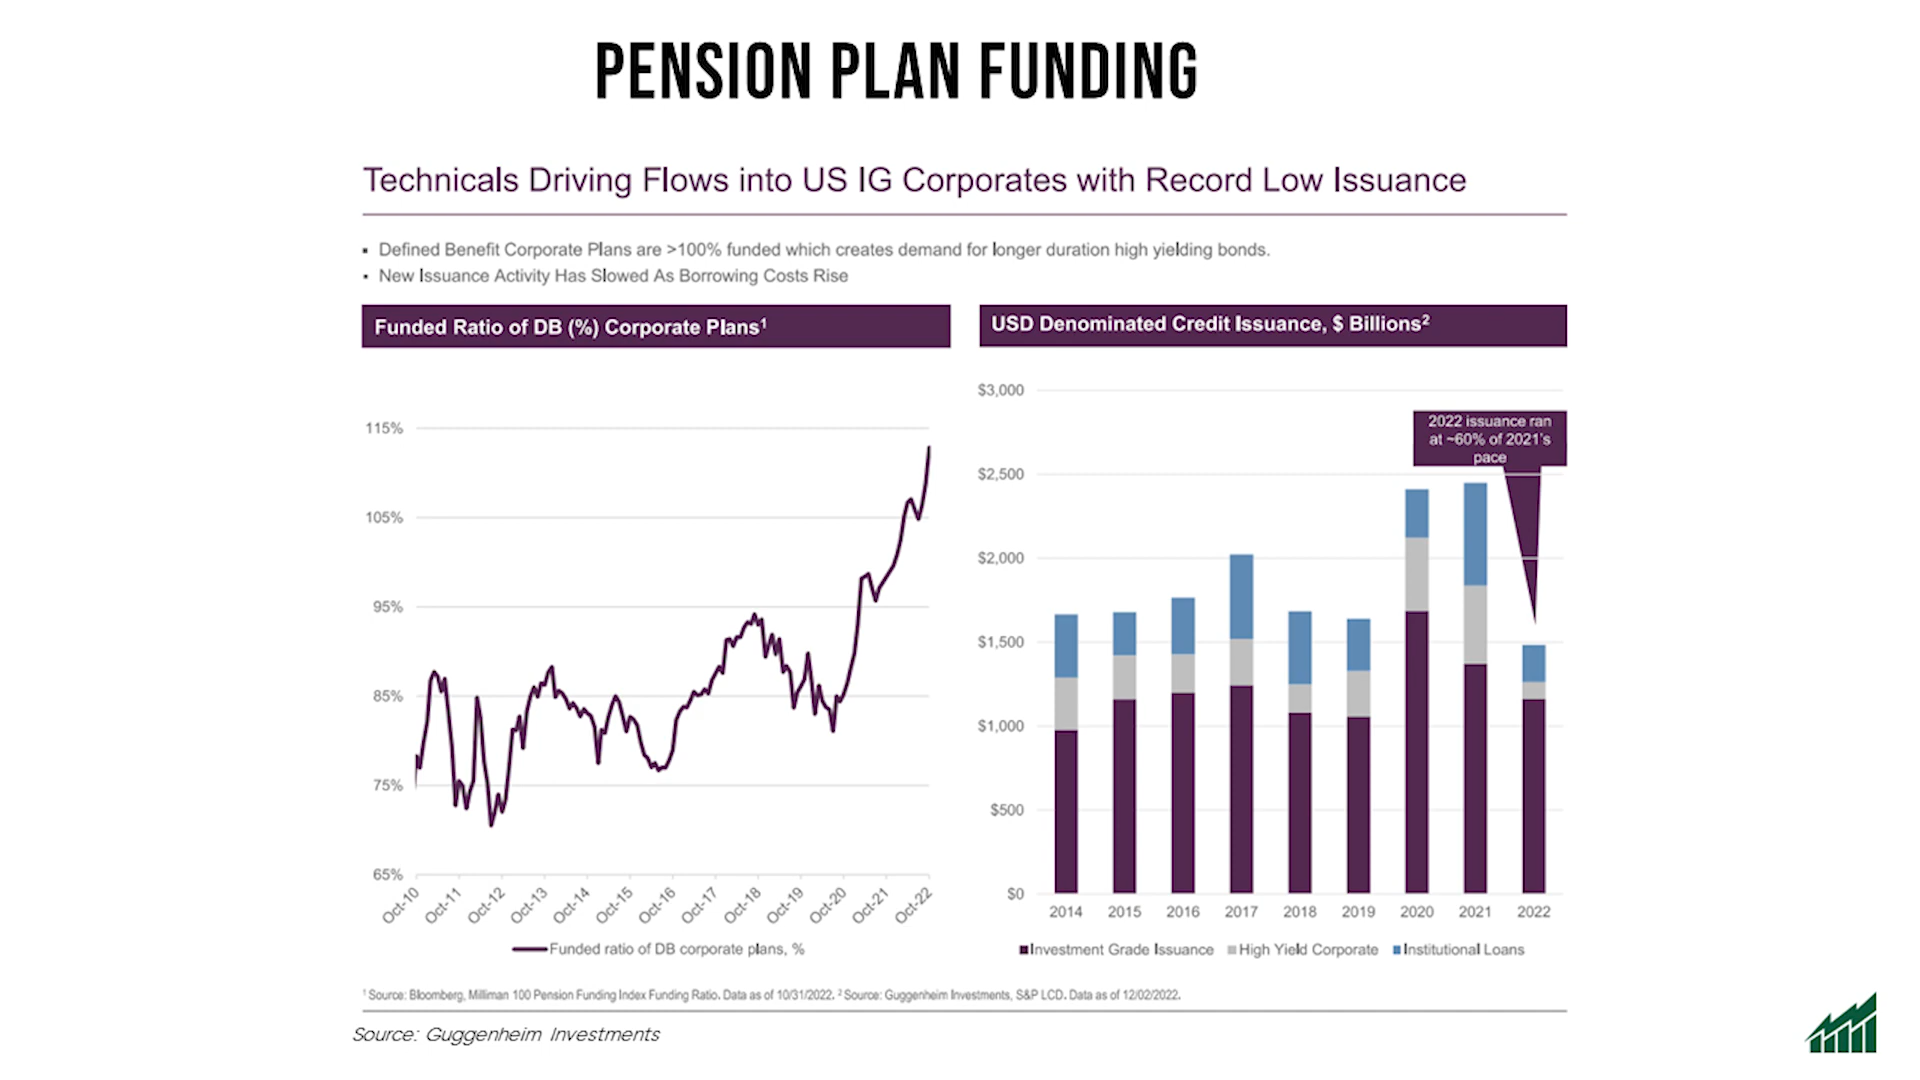 PENSION PLAN FUNDING
Technicals Driving Flows into US IG Corporates with Record Low Issuance
▪ Defined Benefit Corporate Plans are >100% funded which creates demand for longer duration high yielding bonds.
▪ New Issuance Activity Has Slowed As Borrowing Costs Rise
Funded Ratio of DB (%) Corporate Plans¹
115%
105%
95%
85%
75%
65%
Oct-10 Oct-11 Oct-12 Oct-13 Oct-14 Oct-15 Oct-16 Oct-17 Oct-18 Oct-19 Oct-20 Oct-21 Oct-22
Funded ratio of DB corporate plans, %
USD Denominated Credit Issuance, $ Billions²
$3,000
2022 issuance ran
at ~60% of 2021's
pace
$2,500
$2,000
$1,500
$1,000
$500
$0
2014 2015 2016 2017 2018 2019 2020 2021 2022
Investment Grade Issuance High Yield Corporate Institutional Loans
¹ Source: Bloomberg, Milliman 100 Pension Funding Index Funding Ratio. Data as of 10/31/2022. ² Source: Guggenheim Investments, S&P LCD. Data as of 12/02/2022.
Source: Guggenheim Investments